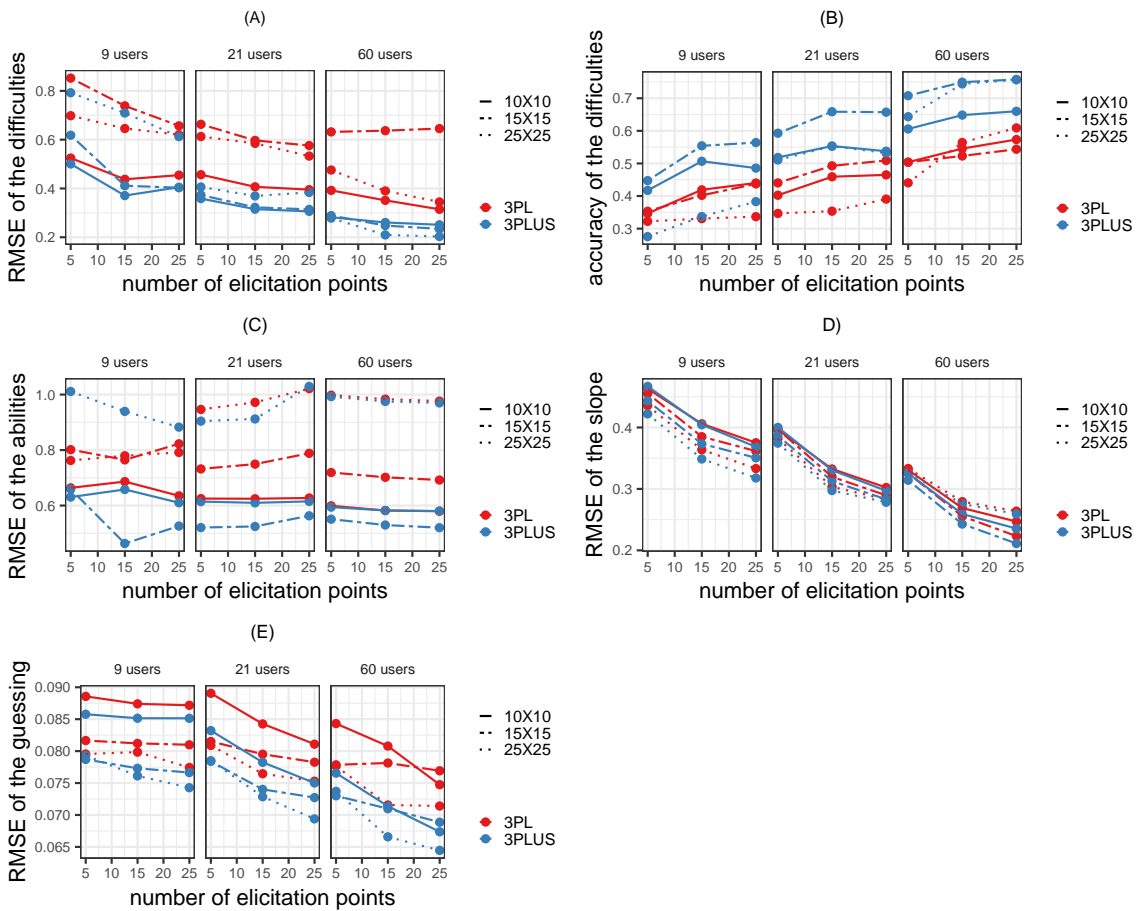 (A)
9 users 21 users 60 users
RMSE of the difficulties
0.8
0.6
0.4
0.2
5 10 15 20 25 5 10 15 20 25 5 10 15 20 25
number of elicitation points
10X10
15X15
25X25
3PL
3PLUS
(B)
9 users 21 users 60 users
accuracy of the difficulties
0.7
0.6
0.5
0.4
0.3
5 10 15 20 25 5 10 15 20 25 5 10 15 20 25
number of elicitation points
10X10
15X15
25X25
3PL
3PLUS
(C)
9 users 21 users 60 users
RMSE of the abilities
1.0
0.8
0.6
5 10 15 20 25 5 10 15 20 25 5 10 15 20 25
number of elicitation points
10X10
15X15
25X25
3PL
3PLUS
D)
9 users 21 users 60 users
RMSE of the slope
0.4
0.3
0.2
5 10 15 20 25 5 10 15 20 25 5 10 15 20 25
number of elicitation points
10X10
15X15
25X25
3PL
3PLUS
(E)
9 users 21 users 60 users
RMSE of the guessing
0.090
0.085
0.080
0.075
0.070
0.065
5 10 15 20 25 5 10 15 20 25 5 10 15 20 25
number of elicitation points
10X10
15X15
25X25
3PL
3PLUS